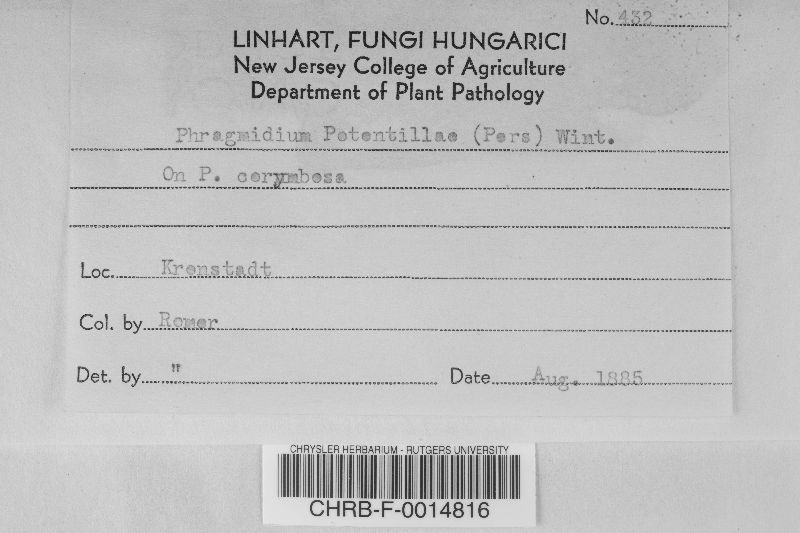 No. 432
LINHART, FUNGI HUNGARICI
New Jersey College of Agriculture
Department of Plant Pathology
Phragmidium Potentillae (Pers) Wint.
On P. corymbosa
Loc. Kronstadt
Col. by Romer
Det. by "
Date Aug. 1885
CHRYSLER HERBARIUM - RUTGERS UNIVERSITY
CHRB-F-0014816